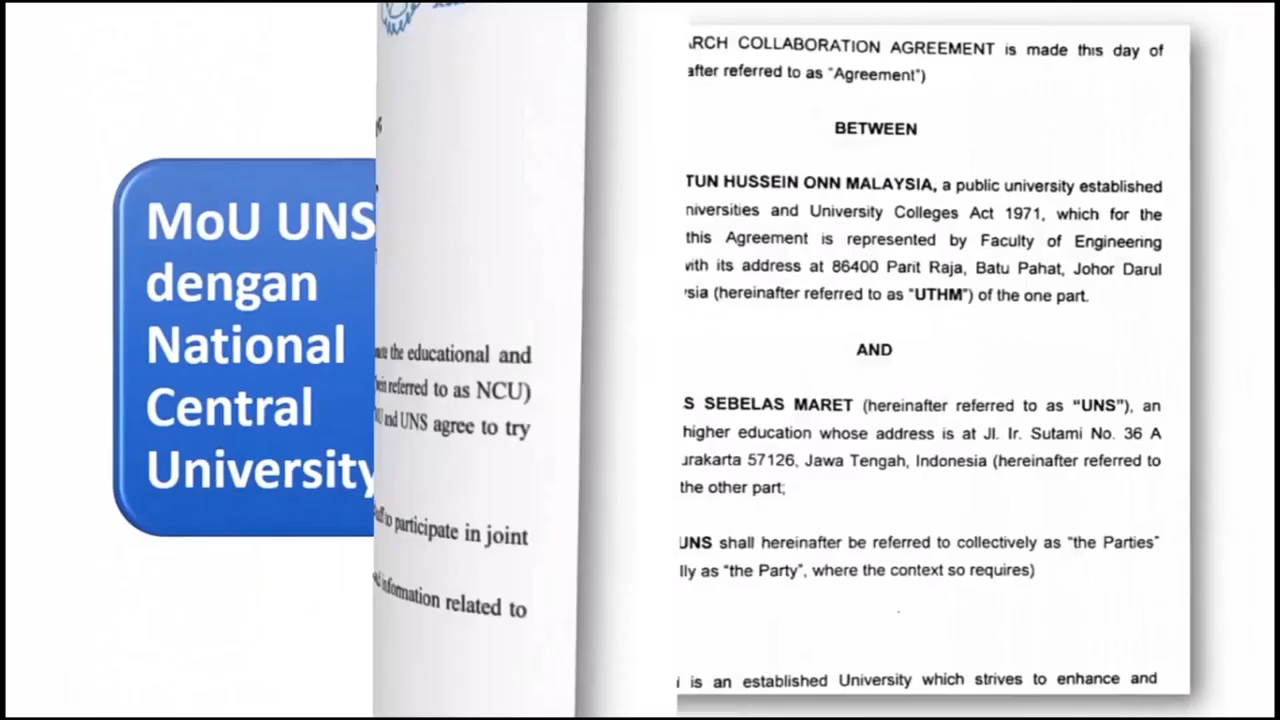 MoU UNS
dengan
National
Central
University
the educational and
referred to as NCU)
and UNS agree to try
to participate in joint
information related to
COLLABORATION AGREEMENT is made this day of
referred to as “Agreement”)
BETWEEN
TUN HUSSEIN ONN MALAYSIA, a public university established
and University Colleges Act 1971, which for the
this Agreement is represented by Faculty of Engineering
with its address at 86400 Parit Raja, Batu Pahat, Johor Darul
(hereinafter referred to as “UTHM”) of the one part.
AND
SEBELAS MARET (hereinafter referred to as “UNS”), an
higher education whose address is at Jl. Ir. Sutami No. 36 A
57126, Jawa Tengah, Indonesia (hereinafter referred to
the other part;
UNS shall hereinafter be referred to collectively as “the Parties”
as “the Party”, where the context so requires)
is an established University which strives to enhance and